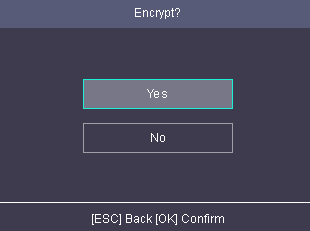 Encrypt?
Yes
No
[ESC] Back [OK] Confirm